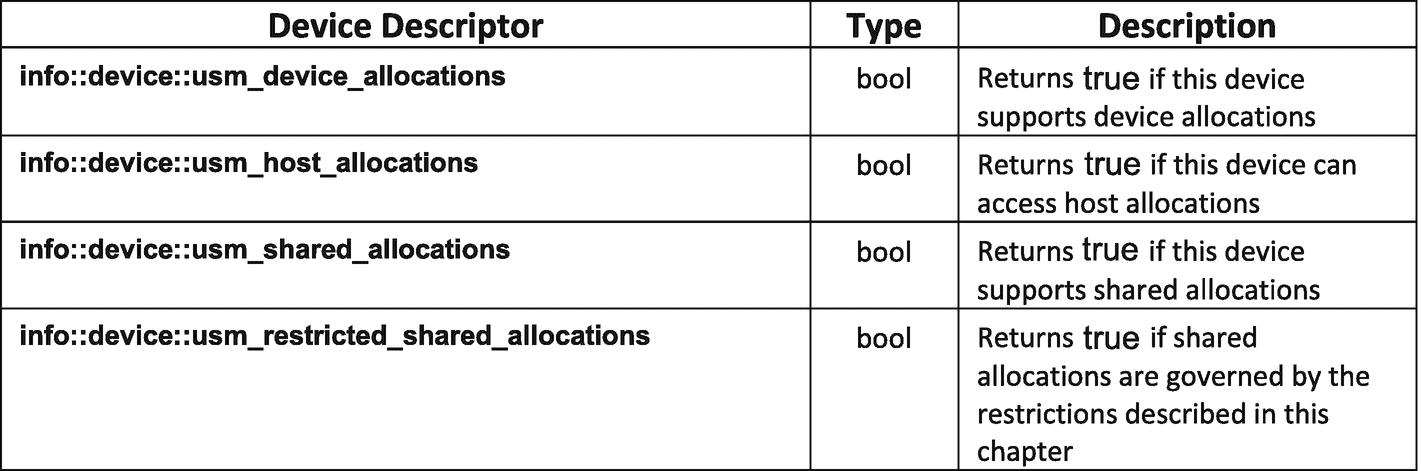 Device Descriptor Type Description
info::device::usm_device_allocations bool Returns true if this device
supports device allocations
info::device::usm_host_allocations bool Returns true if this device can
access host allocations
info::device::usm_shared_allocations bool Returns true if this device
supports shared allocations
info::device::usm_restricted_shared_allocations bool Returns true if shared
allocations are governed by the
restrictions described in this
chapter